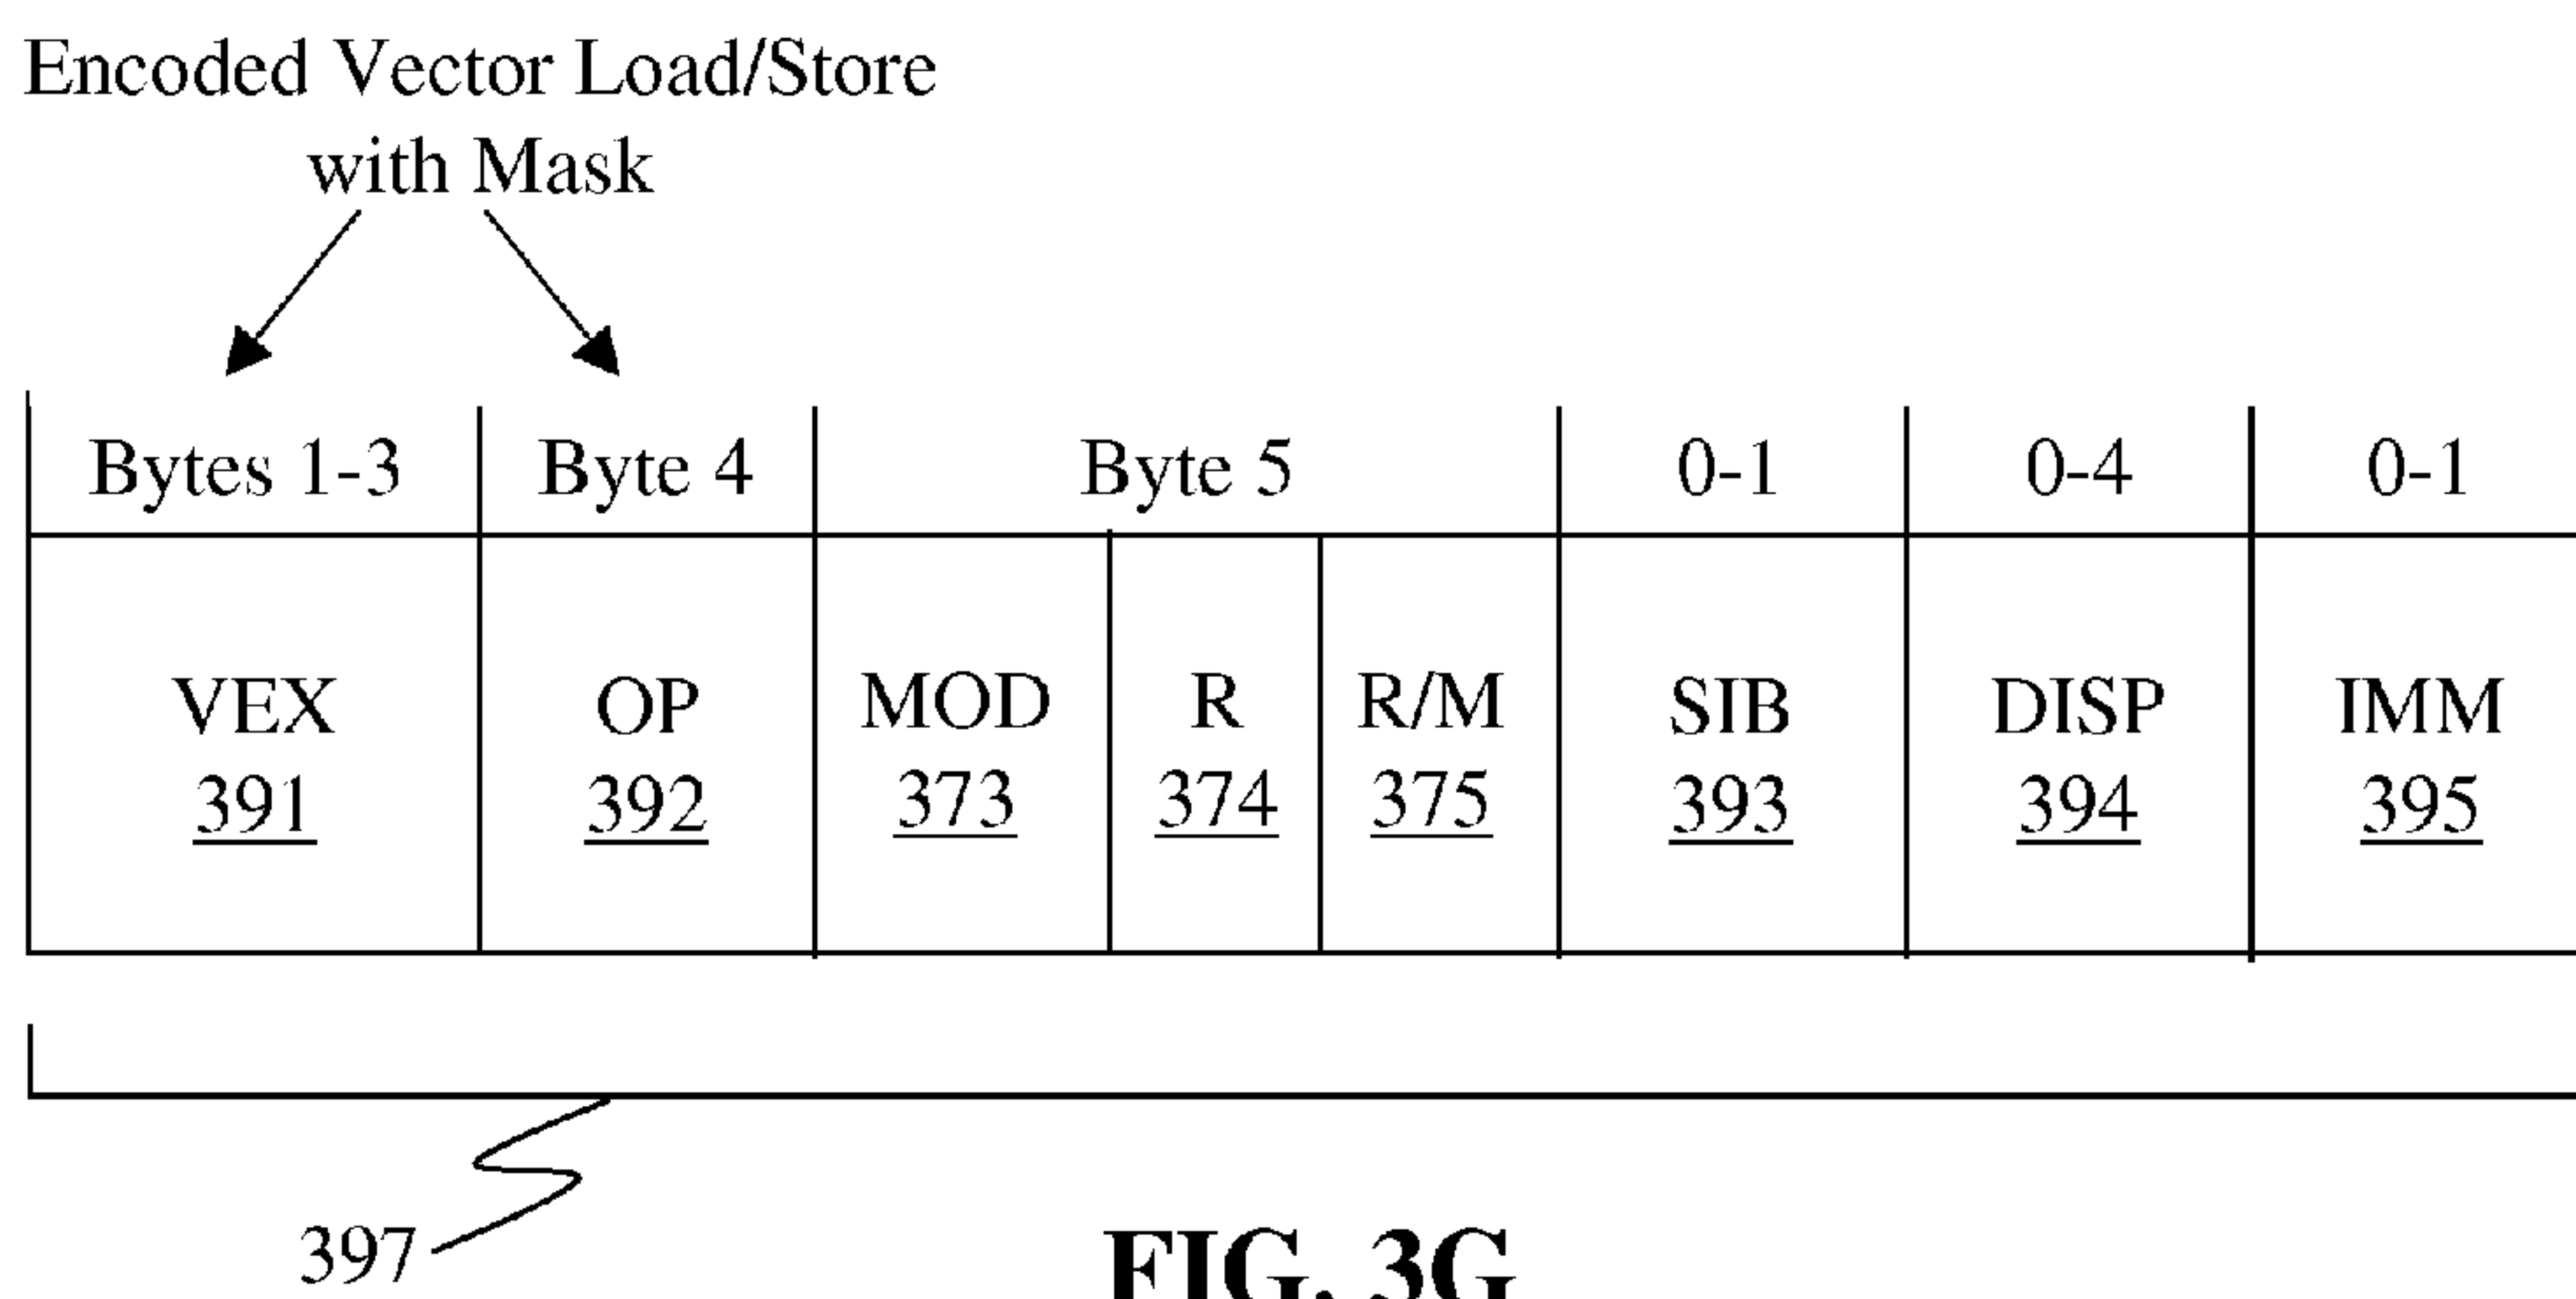 Encoded Vector Load/Store
with Mask
Bytes 1-3 Byte 4 Byte 5 0-1 0-4 0-1
VEX OP MOD R R/M SIB DISP IMM
391 392 373 374 375 393 394 395
397
FIG. 3G